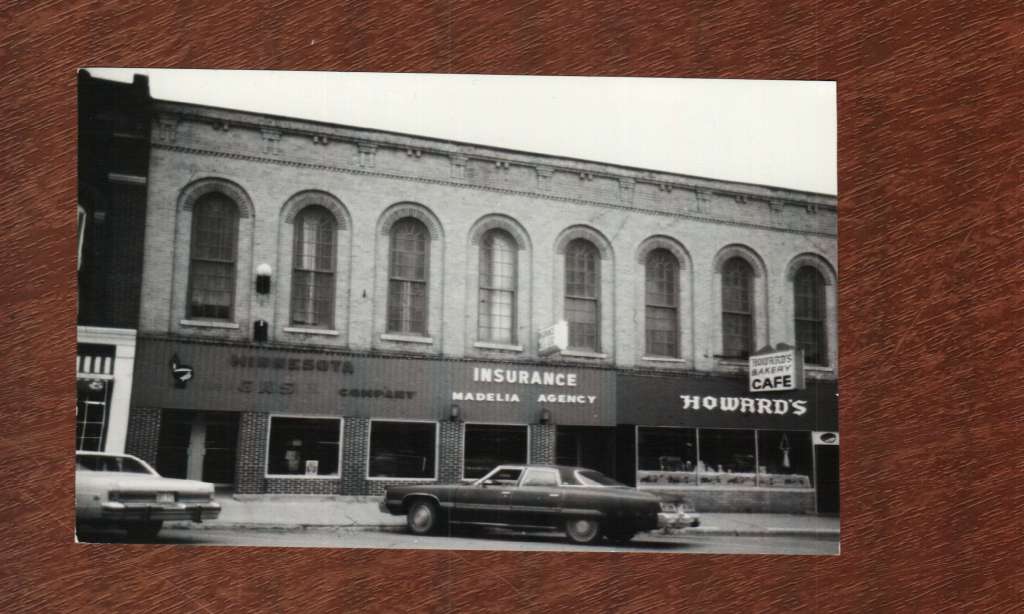 MINNESOTA
GAS COMPANY
INSURANCE
MADELIA AGENCY
HOWARD'S
BAKERY
CAFE
HOWARD'S